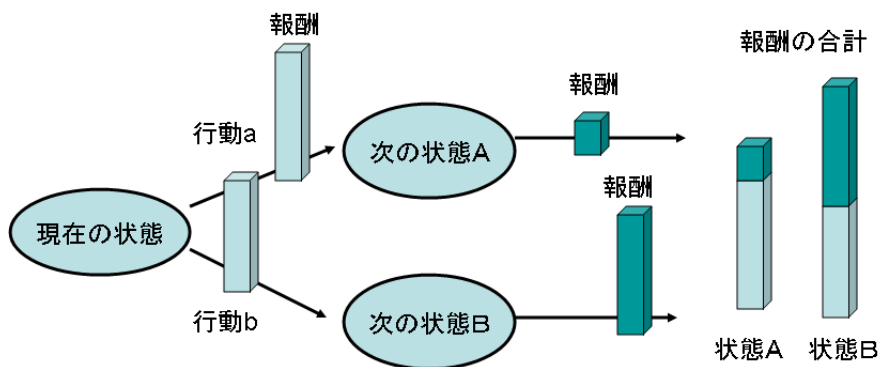 報酬
報酬の合計
報酬
行動a
次の状態A
報酬
現在の状態
行動b
次の状態B
状態A
状態B